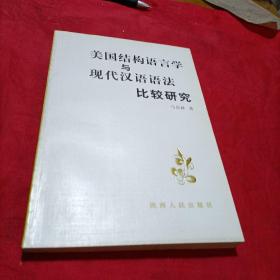 美国结构语言学
与
现代汉语语法
比较研究
陕西人民出版社